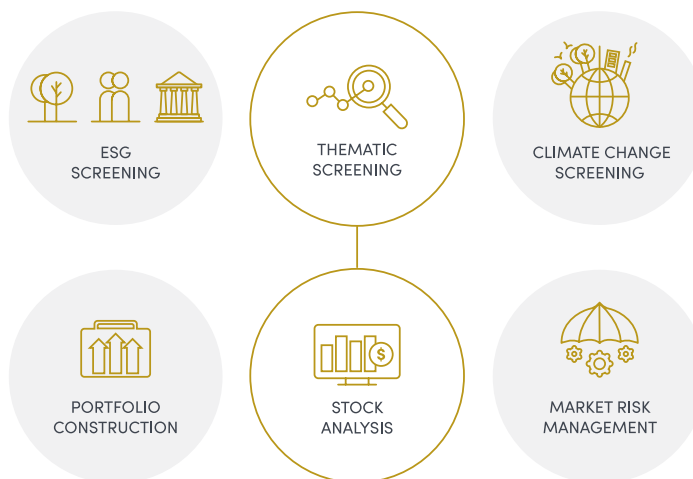 ESG
SCREENING
THEMATIC
SCREENING
CLIMATE CHANGE
SCREENING
PORTFOLIO
CONSTRUCTION
$
STOCK
ANALYSIS
MARKET RISK
MANAGEMENT